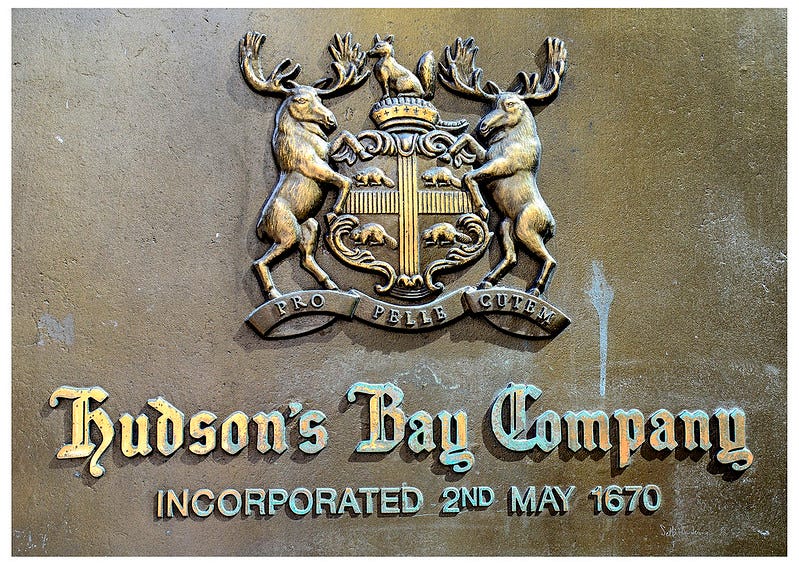 PRO PELLE CUTEM
Hudson's Bay Company
INCORPORATED 2ND MAY 1670